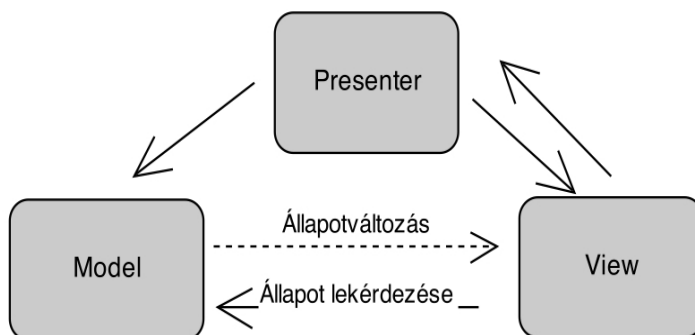 Presenter
Állapotváltozás
Model
View
Állapot lekérdezése